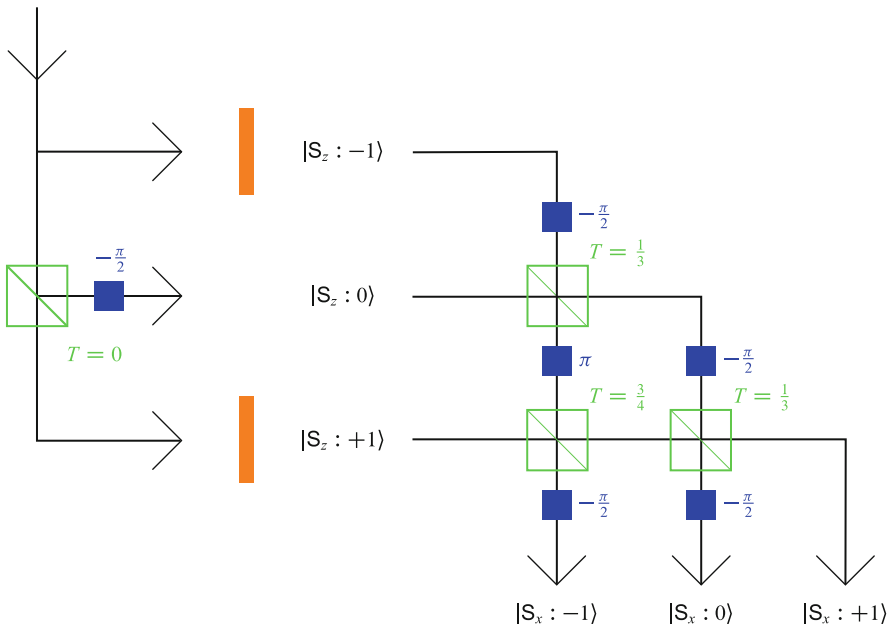 |S_z : −1⟩
−π/2
T = 1/3
−π/2
|S_z : 0⟩
T = 0
π
−π/2
T = 3/4
T = 1/3
|S_z : +1⟩
−π/2
−π/2
|S_x : −1⟩ |S_x : 0⟩ |S_x : +1⟩